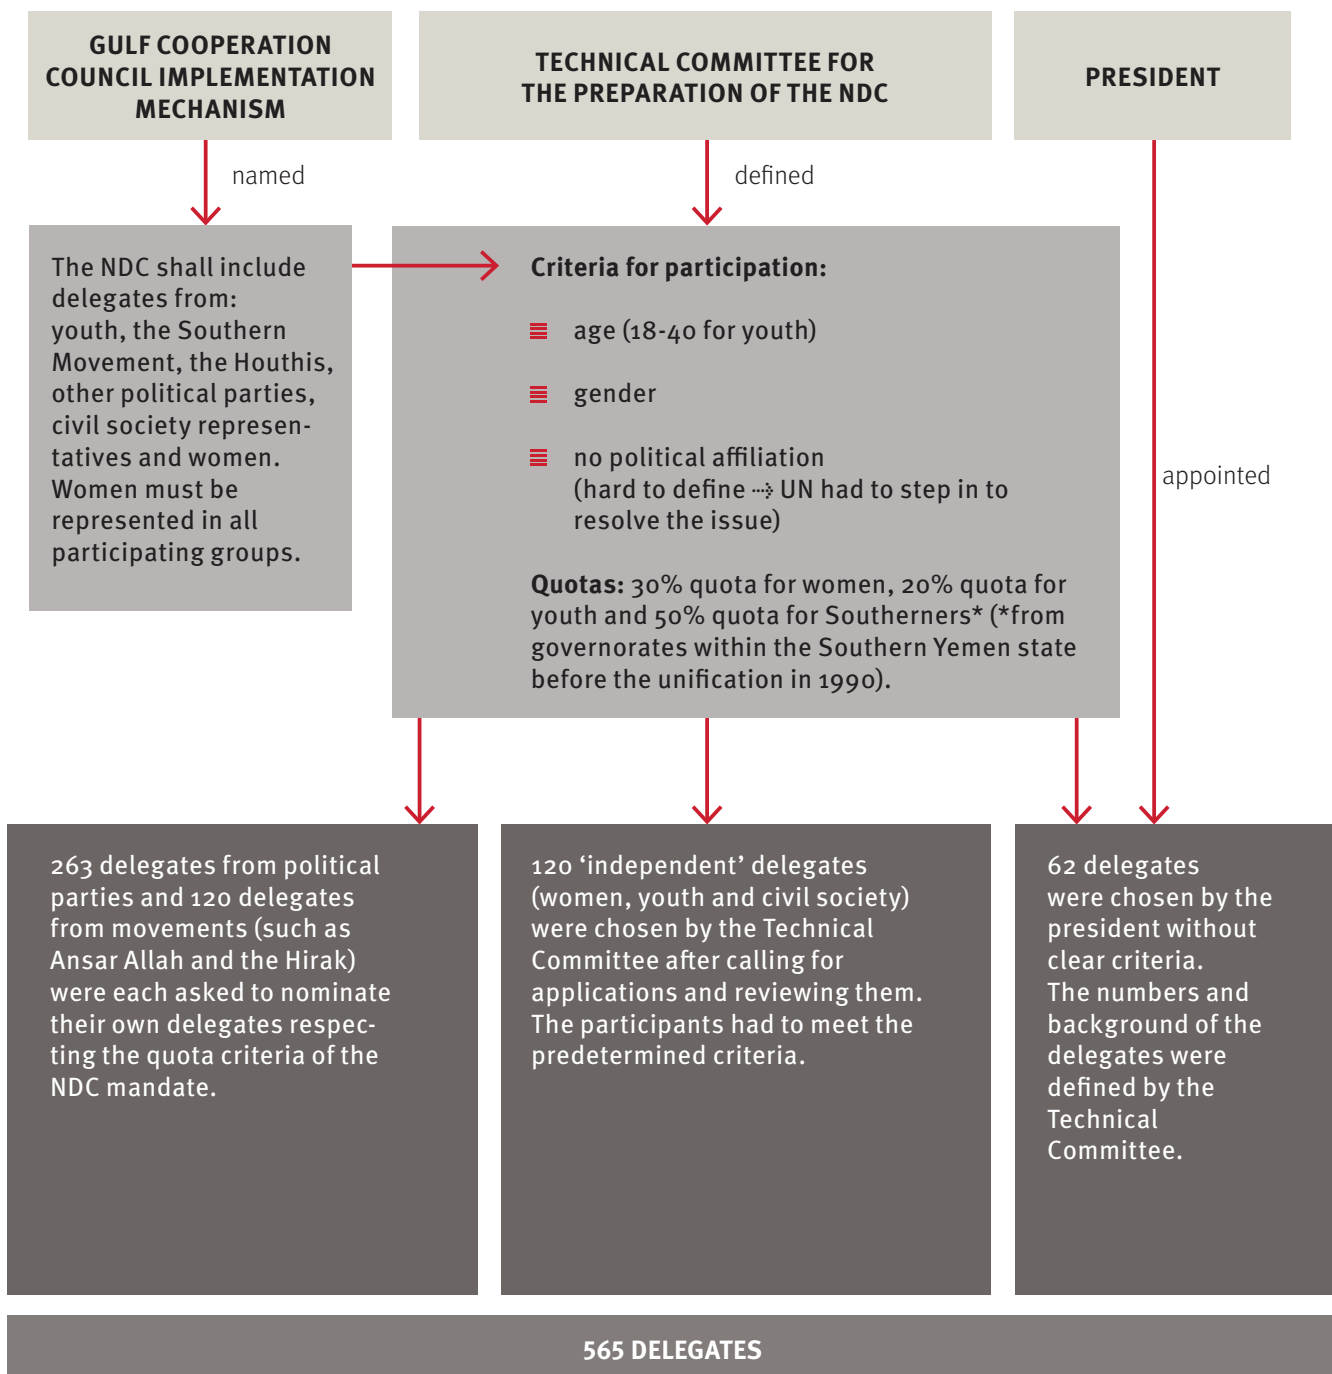 GULF COOPERATION
COUNCIL IMPLEMENTATION
MECHANISM
TECHNICAL COMMITTEE FOR
THE PREPARATION OF THE NDC
PRESIDENT
named
defined
The NDC shall include
delegates from:
youth, the Southern
Movement, the Houthis,
other political parties,
civil society represen-
tatives and women.
Women must be
represented in all
participating groups.
Criteria for participation:
age (18-40 for youth)
gender
no political affiliation
(hard to define ⇢ UN had to step in to
resolve the issue)
Quotas: 30% quota for women, 20% quota for
youth and 50% quota for Southerners* (*from
governorates within the Southern Yemen state
before the unification in 1990).
appointed
263 delegates from political
parties and 120 delegates
from movements (such as
Ansar Allah and the Hirak)
were each asked to nominate
their own delegates respec-
ting the quota criteria of the
NDC mandate.
120 ‘independent’ delegates
(women, youth and civil society)
were chosen by the Technical
Committee after calling for
applications and reviewing them.
The participants had to meet the
predetermined criteria.
62 delegates
were chosen by the
president without
clear criteria.
The numbers and
background of the
delegates were
defined by the
Technical
Committee.
565 DELEGATES